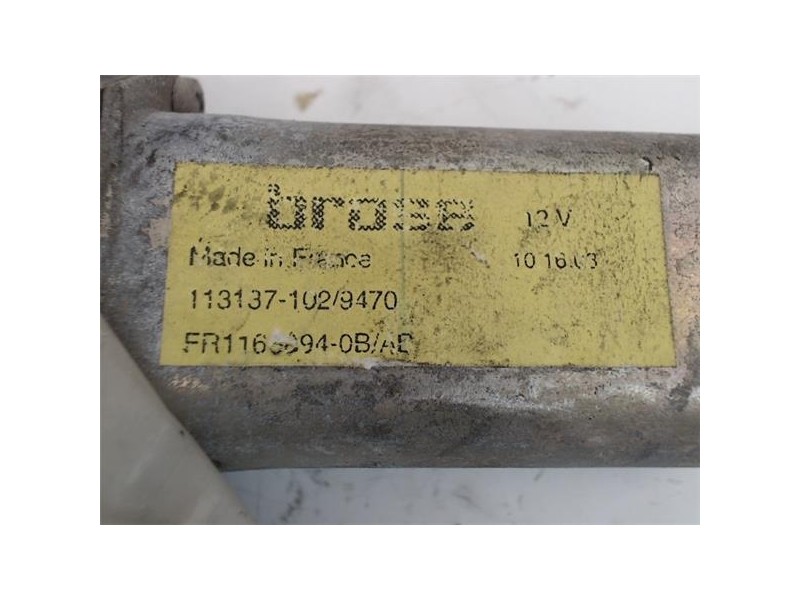 brose 12 V
Made in France 10 16.03
113137-102/9470